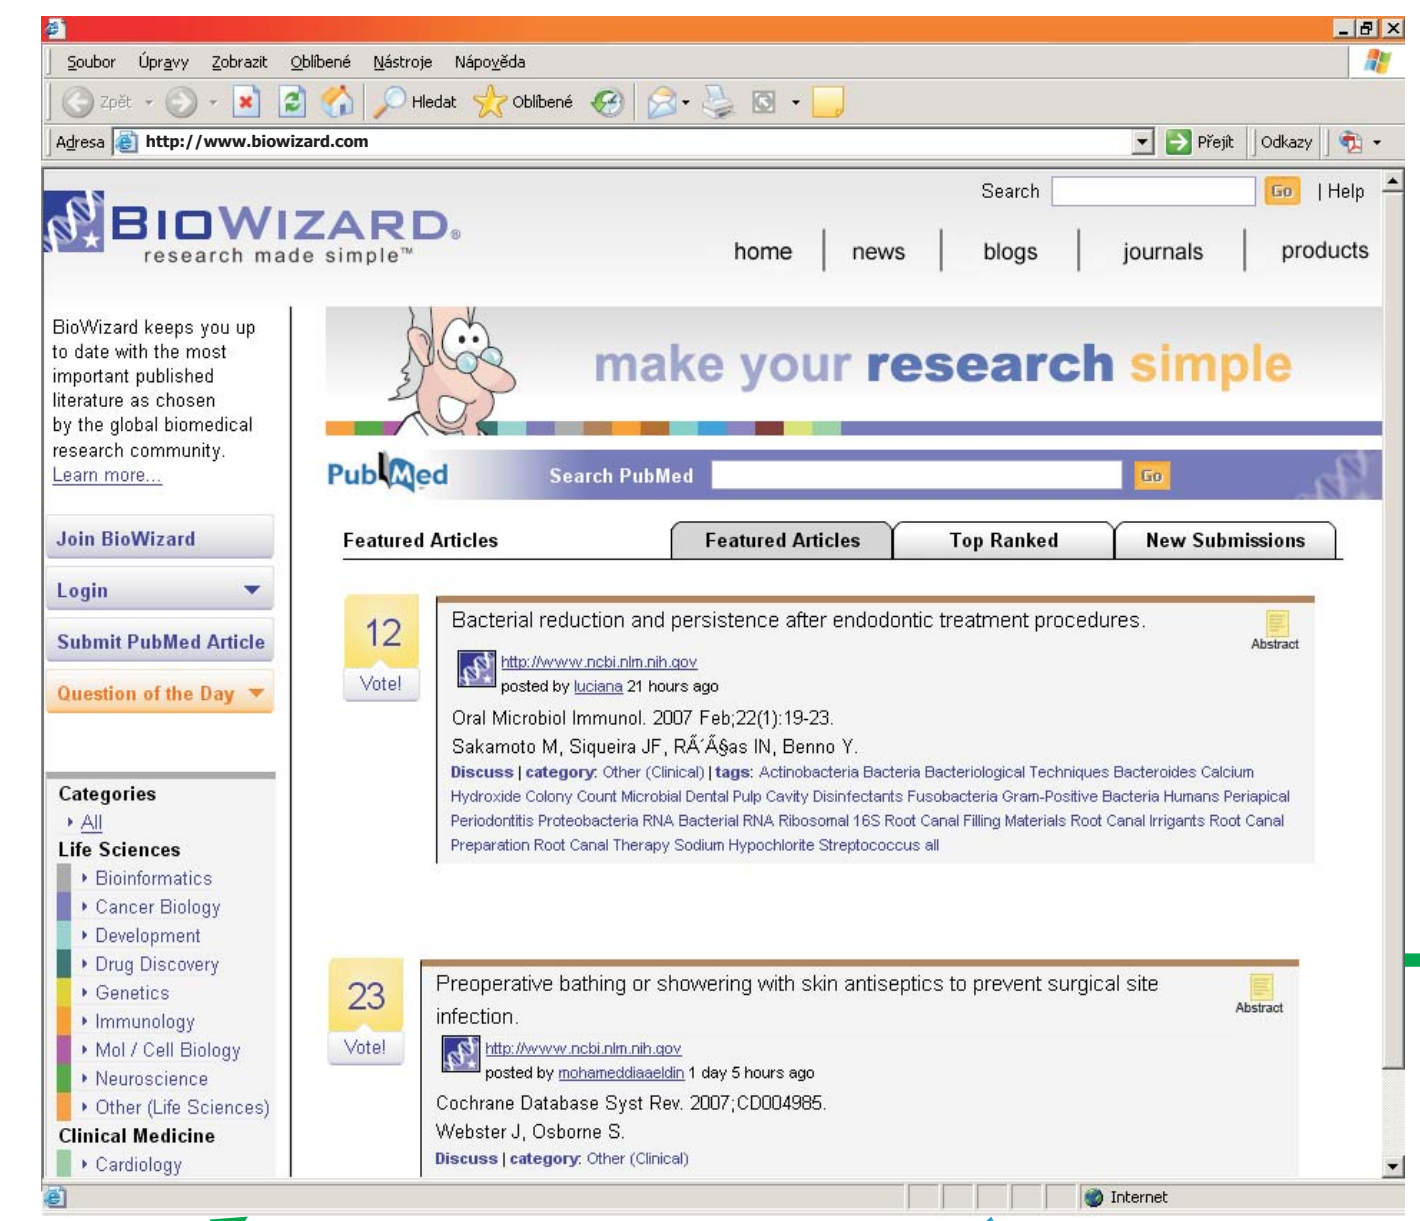 Soubor Úpravy Zobrazit Oblíbené Nástroje Nápověda
Zpět Hledat Oblíbené
Adresa http://www.biowizard.com Přejít Odkazy
Search Go | Help
BIOWIZARD®
research made simple™
home | news | blogs | journals | products
BioWizard keeps you up
to date with the most
important published
literature as chosen
by the global biomedical
research community.
Learn more...
Join BioWizard
Login
Submit PubMed Article
Question of the Day
Categories
All
Life Sciences
Bioinformatics
Cancer Biology
Development
Drug Discovery
Genetics
Immunology
Mol / Cell Biology
Neuroscience
Other (Life Sciences)
Clinical Medicine
Cardiology
make your research simple
PubMed Search PubMed Go
Featured Articles Featured Articles Top Ranked New Submissions
12
Vote!
Bacterial reduction and persistence after endodontic treatment procedures.
Abstract
http://www.ncbi.nlm.nih.gov
posted by luciana 21 hours ago
Oral Microbiol Immunol. 2007 Feb;22(1):19-23.
Sakamoto M, Siqueira JF, RÃ´Ã§as IN, Benno Y.
Discuss | category: Other (Clinical) | tags: Actinobacteria Bacteria Bacteriological Techniques Bacteroides Calcium
Hydroxide Colony Count Microbial Dental Pulp Cavity Disinfectants Fusobacteria Gram-Positive Bacteria Humans Periapical
Periodontitis Proteobacteria RNA Bacterial RNA Ribosomal 16S Root Canal Filling Materials Root Canal Irrigants Root Canal
Preparation Root Canal Therapy Sodium Hypochlorite Streptococcus all
23
Vote!
Preoperative bathing or showering with skin antiseptics to prevent surgical site
infection.
Abstract
http://www.ncbi.nlm.nih.gov
posted by mohameddiaaeldin 1 day 5 hours ago
Cochrane Database Syst Rev. 2007;CD004985.
Webster J, Osborne S.
Discuss | category: Other (Clinical)
Internet